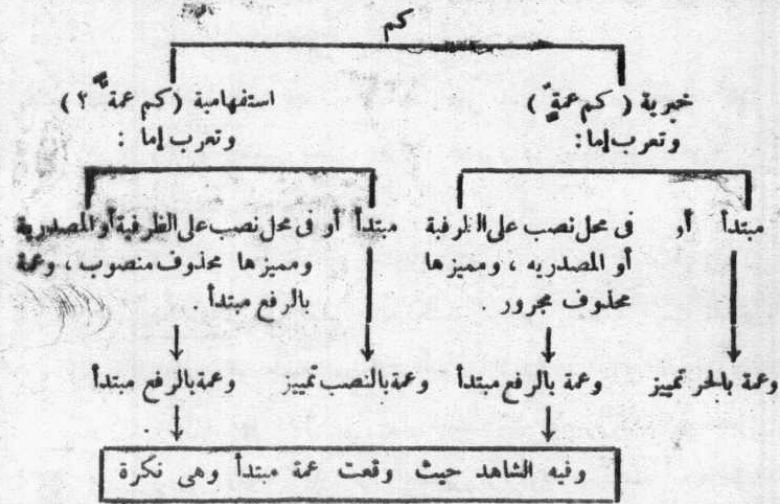 كم
خبرية ( كم عمةٍ )
وتعرب إما:
استفهامية (كم عمةً ؟ )
وتعرب إما :
مبتدأ أو فى محل نصب على الظرفية
أو المصدريه ، ومميزها
محذوف مجرور .
مبتدأ أو فى محل نصب على الظرفية أو المصدرية
ومميزها محذوف منصوب ، وعمة
بالرفع مبتدأ .
وعمة بالجر تمييز
وعمة بالرفع مبتدأ
وعمة بالنصب تمييز
وعمة بالرفع مبتدأ
وفيه الشاهد حيث وقعت عمة مبتدأ وهى نكرة